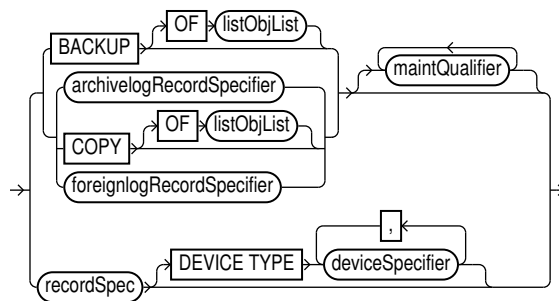 BACKUP OF listObjList
maintQualifier
archivelogRecordSpecifier
COPY OF listObjList
foreignlogRecordSpecifier
,
recordSpec DEVICE TYPE deviceSpecifier